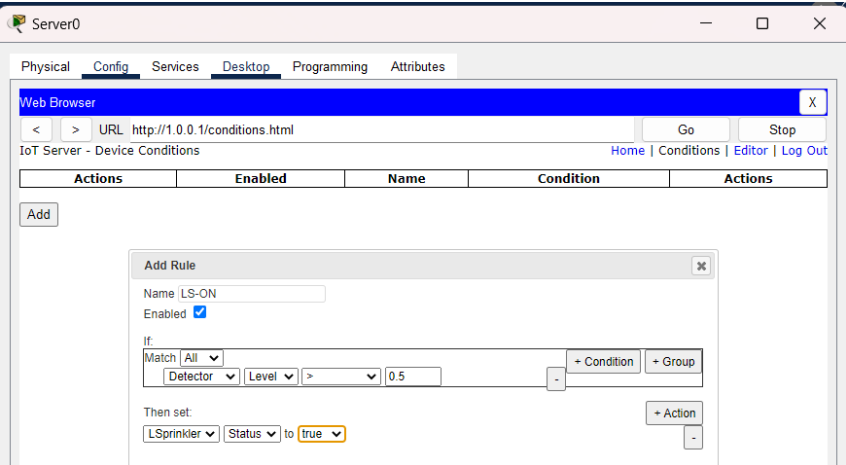 Server0
Physical Config Services Desktop Programming Attributes
Web Browser X
< > URL http://1.0.0.1/conditions.html Go Stop
IoT Server - Device Conditions Home | Conditions | Editor | Log Out
Actions Enabled Name Condition Actions
Add
Add Rule
Name LS-ON
Enabled
If:
Match All + Condition + Group
Detector Level > 0.5 -
Then set: + Action
LSprinkler Status to true -